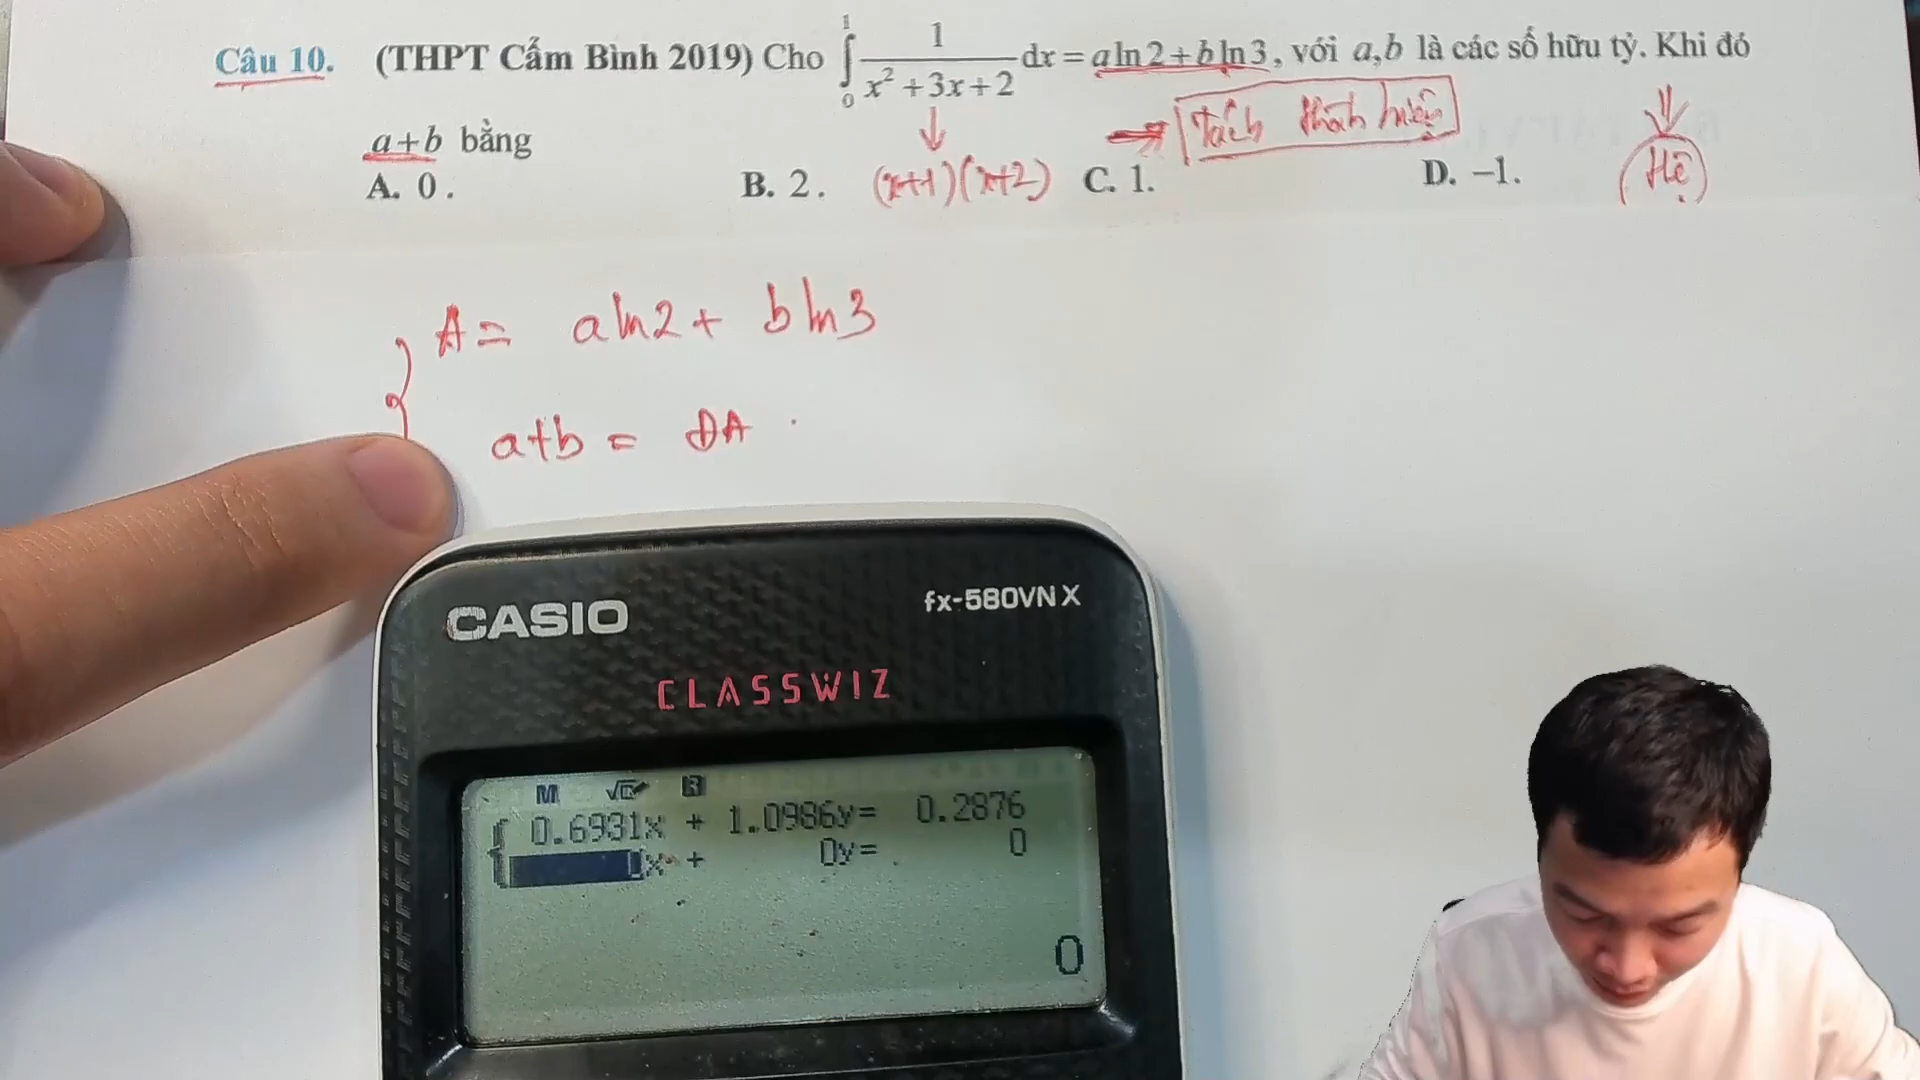 Câu 10. (THPT Cẩm Bình 2019) Cho ∫₀¹ 1/(x² + 3x + 2) dx = a ln 2 + b ln 3, với a, b là các số hữu tỷ. Khi đó
a + b bằng
A. 0. B. 2. C. 1. D. −1.
(x+1)(x+2)
Tách thành
Hệ
A = a ln2 + b ln3
a+b = ĐA
CASIO
fx-580VN X
CLASSWIZ
M √ R
0.6931x + 1.0986y = 0.2876
0x + 0y = 0
0